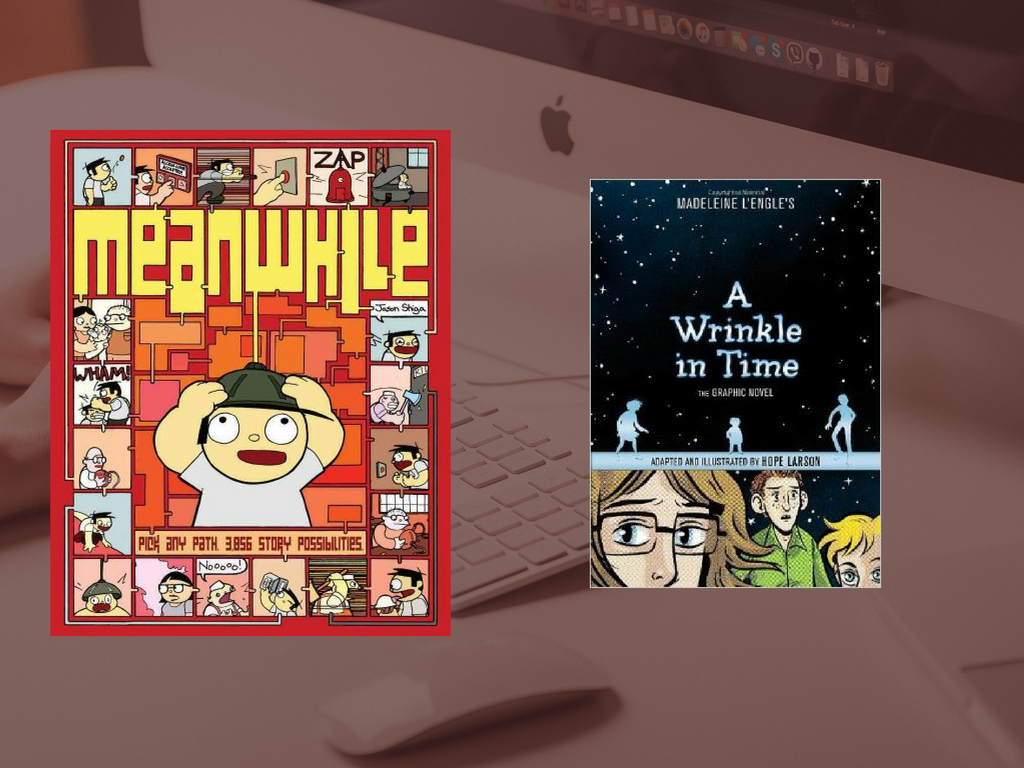 ZAP
meanwhile
Jason Shiga
WHAM!
PICK ANY PATH. 3,856 STORY POSSIBILITIES.
Nooooo!
MADELEINE L'ENGLE'S
A
Wrinkle
in Time
THE GRAPHIC NOVEL
ADAPTED AND ILLUSTRATED BY HOPE LARSON